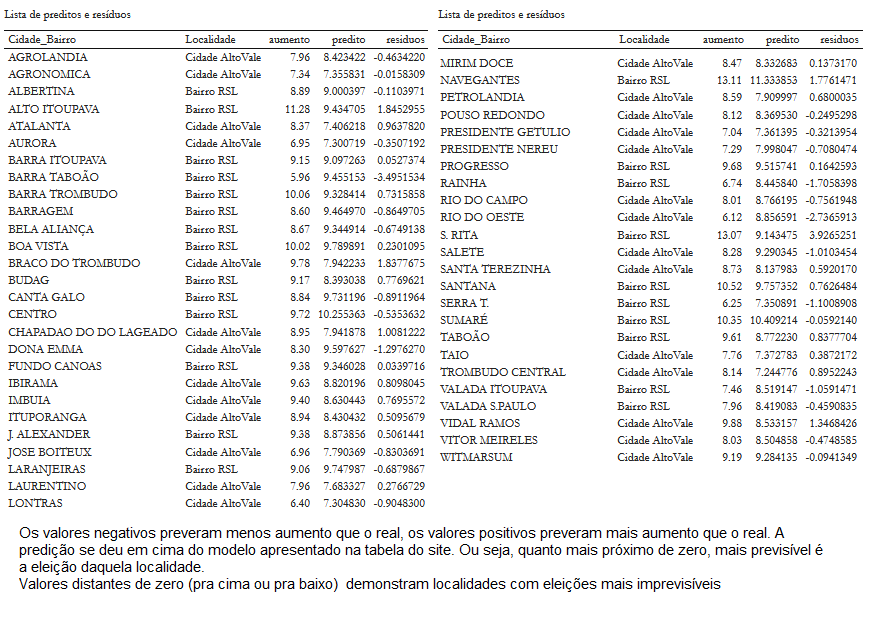 Lista de preditos e resíduos
Cidade_Bairro Localidade aumento predito residuos
AGROLANDIA Cidade AltoVale 7.96 8.423422 -0.4634220
AGRONOMICA Cidade AltoVale 7.34 7.355831 -0.0158309
ALBERTINA Bairro RSL 8.89 9.000397 -0.1103971
ALTO ITOUPAVA Bairro RSL 11.28 9.434705 1.8452955
ATALANTA Cidade AltoVale 8.37 7.406218 0.9637820
AURORA Cidade AltoVale 6.95 7.300719 -0.3507192
BARRA ITOUPAVA Bairro RSL 9.15 9.097263 0.0527374
BARRA TABOÃO Bairro RSL 5.96 9.455153 -3.4951534
BARRA TROMBUDO Bairro RSL 10.06 9.328414 0.7315858
BARRAGEM Bairro RSL 8.60 9.464970 -0.8649705
BELA ALIANÇA Bairro RSL 8.67 9.344914 -0.6749138
BOA VISTA Bairro RSL 10.02 9.789891 0.2301095
BRACO DO TROMBUDO Cidade AltoVale 9.78 7.942233 1.8377675
BUDAG Bairro RSL 9.17 8.393038 0.7769621
CANTA GALO Bairro RSL 8.84 9.731196 -0.8911964
CENTRO Bairro RSL 9.72 10.255363 -0.5353632
CHAPADAO DO DO LAGEADO Cidade AltoVale 8.95 7.941878 1.0081222
DONA EMMA Cidade AltoVale 8.30 9.597627 -1.2976270
FUNDO CANOAS Bairro RSL 9.38 9.346028 0.0339716
IBIRAMA Cidade AltoVale 9.63 8.820196 0.8098045
IMBUIA Cidade AltoVale 9.40 8.630443 0.7695572
ITUPORANGA Cidade AltoVale 8.94 8.430432 0.5095679
J. ALEXANDER Bairro RSL 9.38 8.873856 0.5061441
JOSE BOITEUX Cidade AltoVale 6.96 7.790369 -0.8303691
LARANJEIRAS Bairro RSL 9.06 9.747987 -0.6879867
LAURENTINO Cidade AltoVale 7.96 7.683327 0.2766729
LONTRAS Cidade AltoVale 6.40 7.304830 -0.9048300
Lista de preditos e resíduos
Cidade_Bairro Localidade aumento predito residuos
MIRIM DOCE Cidade AltoVale 8.47 8.332683 0.1373170
NAVEGANTES Bairro RSL 13.11 11.333853 1.7761471
PETROLANDIA Cidade AltoVale 8.59 7.909997 0.6800035
POUSO REDONDO Cidade AltoVale 8.12 8.369530 -0.2495298
PRESIDENTE GETULIO Cidade AltoVale 7.04 7.361395 -0.3213954
PRESIDENTE NEREU Cidade AltoVale 7.29 7.998047 -0.7080474
PROGRESSO Bairro RSL 9.68 9.515741 0.1642593
RAINHA Bairro RSL 6.74 8.445840 -1.7058398
RIO DO CAMPO Cidade AltoVale 8.01 8.766195 -0.7561948
RIO DO OESTE Cidade AltoVale 6.12 8.856591 -2.7365913
S. RITA Bairro RSL 13.07 9.143475 3.9265251
SALETE Cidade AltoVale 8.28 9.290345 -1.0103454
SANTA TEREZINHA Cidade AltoVale 8.73 8.137983 0.5920170
SANTANA Bairro RSL 10.52 9.757352 0.7626484
SERRA T. Bairro RSL 6.25 7.350891 -1.1008908
SUMARÉ Bairro RSL 10.35 10.409214 -0.0592140
TABOÃO Bairro RSL 9.61 8.772230 0.8377704
TAIO Cidade AltoVale 7.76 7.372783 0.3872172
TROMBUDO CENTRAL Cidade AltoVale 8.14 7.244776 0.8952243
VALADA ITOUPAVA Bairro RSL 7.46 8.519147 -1.0591471
VALADA S.PAULO Bairro RSL 7.96 8.419083 -0.4590835
VIDAL RAMOS Cidade AltoVale 9.88 8.533157 1.3468426
VITOR MEIRELES Cidade AltoVale 8.03 8.504858 -0.4748585
WITMARSUM Cidade AltoVale 9.19 9.284135 -0.0941349
Os valores negativos preveram menos aumento que o real, os valores positivos preveram mais aumento que o real. A
predição se deu em cima do modelo apresentado na tabela do site. Ou seja, quanto mais próximo de zero, mais previsível é
a eleição daquela localidade.
Valores distantes de zero (pra cima ou pra baixo) demonstram localidades com eleições mais imprevisíveis